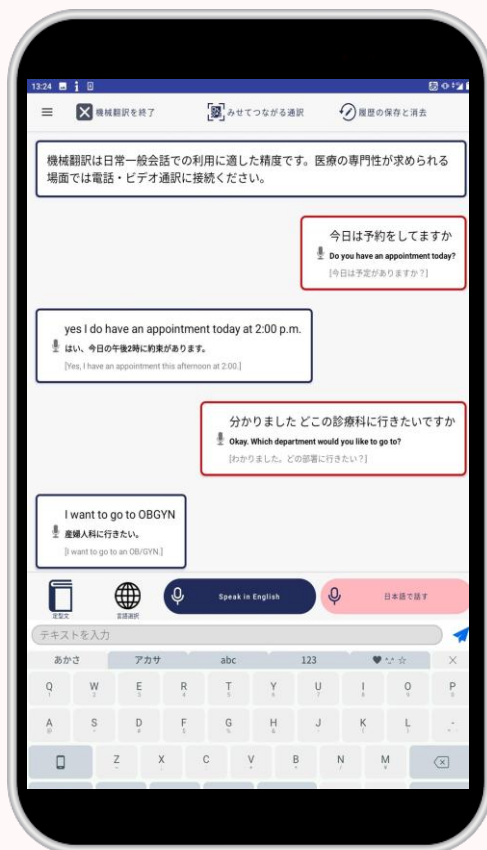 13:24
機械翻訳を終了
みせてつながる通訳
履歴の保存と消去
機械翻訳は日常一般会話での利用に適した精度です。医療の専門性が求められる
場面では電話・ビデオ通訳に接続ください。
今日は予約をしてますか
Do you have an appointment today?
[今日は予定がありますか?]
yes I do have an appointment today at 2:00 p.m.
はい、今日の午後2時に約束があります。
[Yes, I have an appointment this afternoon at 2:00.]
分かりました どこの診療科に行きたいですか
Okay. Which department would you like to go to?
[わかりました。どの部署に行きたい?]
I want to go to OBGYN
産婦人科に行きたい。
[I want to go to an OB/GYN.]
定型文
言語選択
Speak in English
日本語で話す
テキストを入力
あかさ アカサ abc 123 ♥ ☆ ×
Q W E R T Y U I O P
A S D F G H J K L -
Z X C V B N M